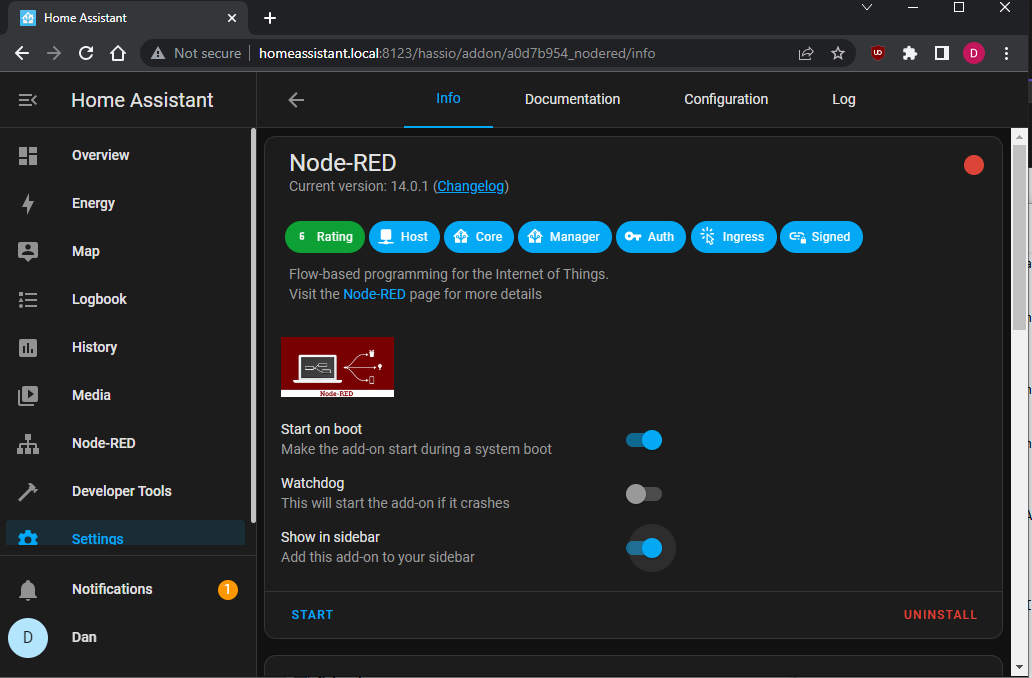 Home Assistant
Not secure
homeassistant.local:8123/hassio/addon/a0d7b954_nodered/info
UD
D
Home Assistant
Overview
Energy
Map
Logbook
History
Media
Node-RED
Developer Tools
Settings
Notifications
1
D
Dan
Info
Documentation
Configuration
Log
Node-RED
Current version: 14.0.1 (Changelog)
6 Rating
Host
Core
Manager
Auth
Ingress
Signed
Flow-based programming for the Internet of Things.
Visit the Node-RED page for more details
Node-RED
Start on boot
Make the add-on start during a system boot
Watchdog
This will start the add-on if it crashes
Show in sidebar
Add this add-on to your sidebar
START
UNINSTALL